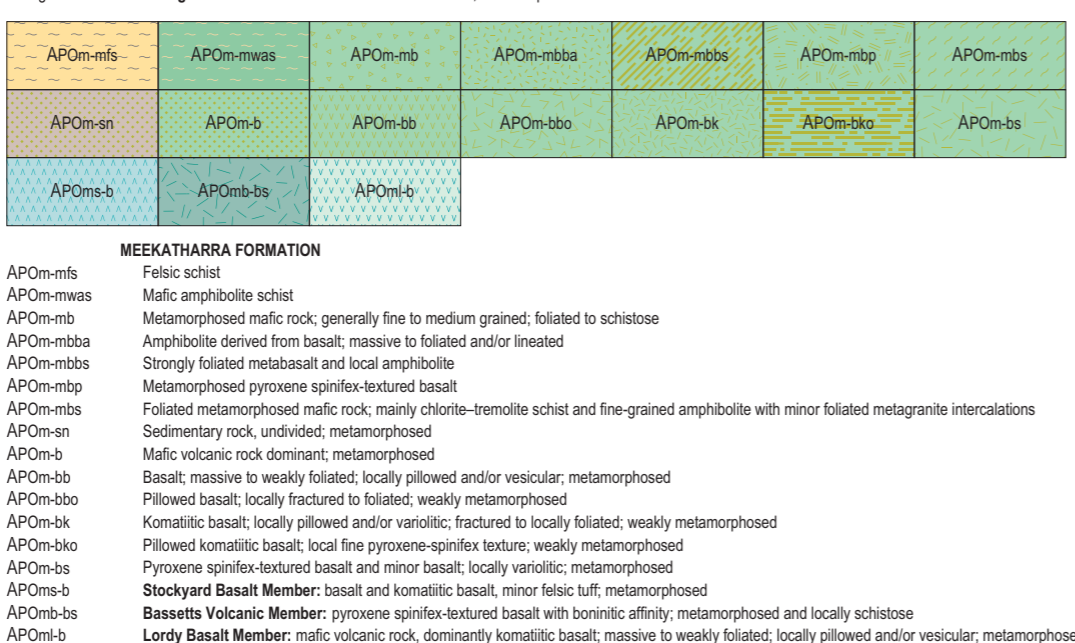 APOm-mfs APOm-mwas APOm-mb APOm-mbba APOm-mbbs APOm-mbp APOm-mbs
APOm-sn APOm-b APOm-bb APOm-bbo APOm-bk APOm-bko APOm-bs
APOms-b APOmb-bs APOml-b
MEEKATHARRA FORMATION
APOm-mfs Felsic schist
APOm-mwas Mafic amphibolite schist
APOm-mb Metamorphosed mafic rock; generally fine to medium grained; foliated to schistose
APOm-mbba Amphibolite derived from basalt; massive to foliated and/or lineated
APOm-mbbs Strongly foliated metabasalt and local amphibolite
APOm-mbp Metamorphosed pyroxene spinifex-textured basalt
APOm-mbs Foliated metamorphosed mafic rock; mainly chlorite–tremolite schist and fine-grained amphibolite with minor foliated metagranite intercalations
APOm-sn Sedimentary rock, undivided; metamorphosed
APOm-b Mafic volcanic rock dominant; metamorphosed
APOm-bb Basalt; massive to weakly foliated; locally pillowed and/or vesicular; metamorphosed
APOm-bbo Pillowed basalt; locally fractured to foliated; weakly metamorphosed
APOm-bk Komatiitic basalt; locally pillowed and/or variolitic; fractured to locally foliated; weakly metamorphosed
APOm-bko Pillowed komatiitic basalt; local fine pyroxene-spinifex texture; weakly metamorphosed
APOm-bs Pyroxene spinifex-textured basalt and minor basalt; locally variolitic; metamorphosed
APOms-b Stockyard Basalt Member: basalt and komatiitic basalt, minor felsic tuff; metamorphosed
APOmb-bs Bassetts Volcanic Member: pyroxene spinifex-textured basalt with boninitic affinity; metamorphosed and locally schistose
APOml-b Lordy Basalt Member: mafic volcanic rock, dominantly komatiitic basalt; massive to weakly foliated; locally pillowed and/or vesicular; metamorphose